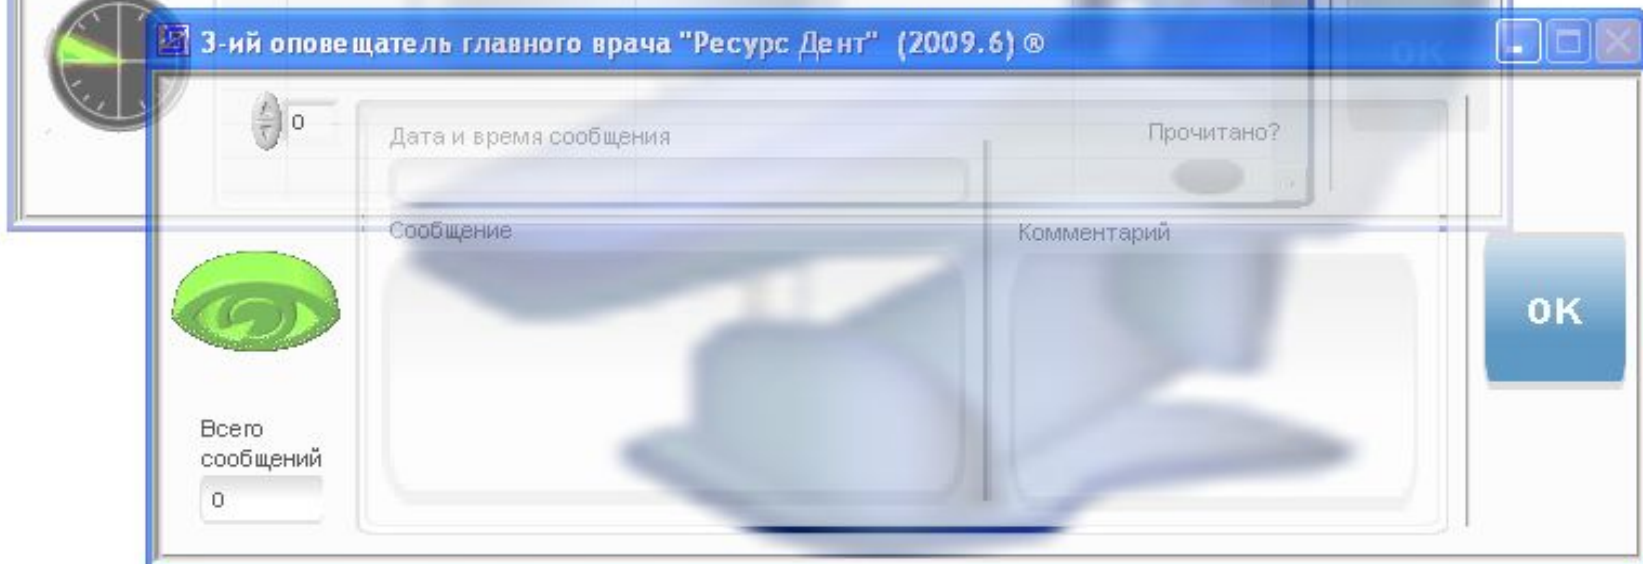 3-ий оповещатель главного врача "Ресурс Дент" (2009.6) ®
OK
0
Дата и время сообщения
Прочитано?
Сообщение
Комментарий
OK
Всего
сообщений
0